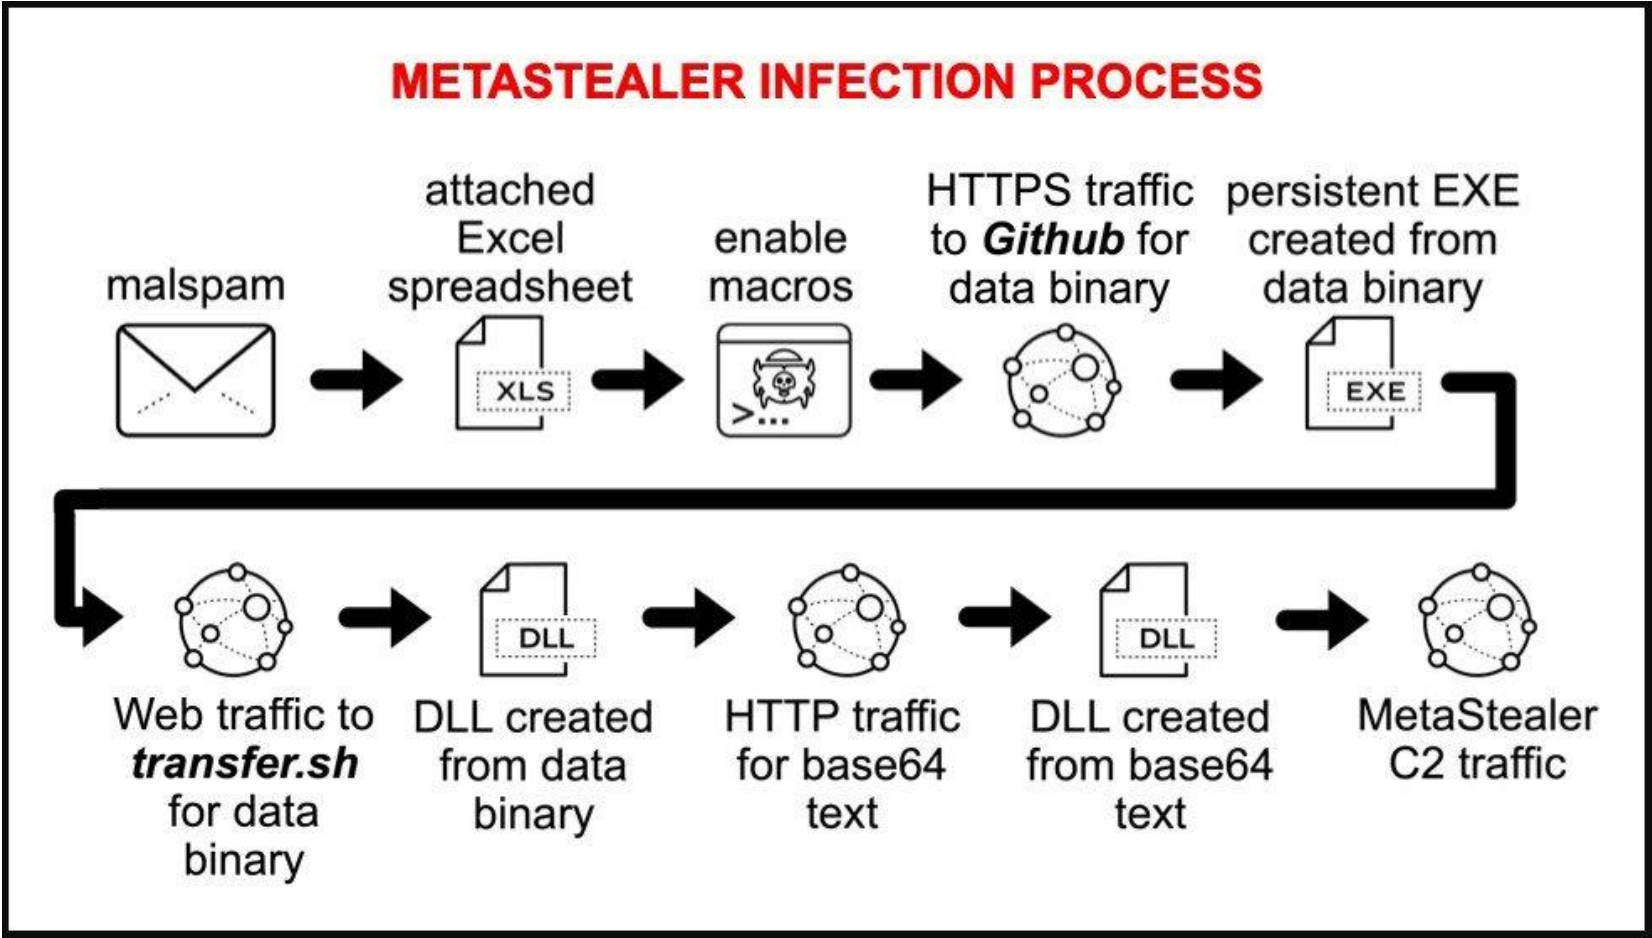 METASTEALER INFECTION PROCESS
malspam
attached
Excel
spreadsheet
XLS
enable
macros
>...
HTTPS traffic
to Github for
data binary
persistent EXE
created from
data binary
EXE
Web traffic to
transfer.sh
for data
binary
DLL
DLL created
from data
binary
HTTP traffic
for base64
text
DLL
DLL created
from base64
text
MetaStealer
C2 traffic